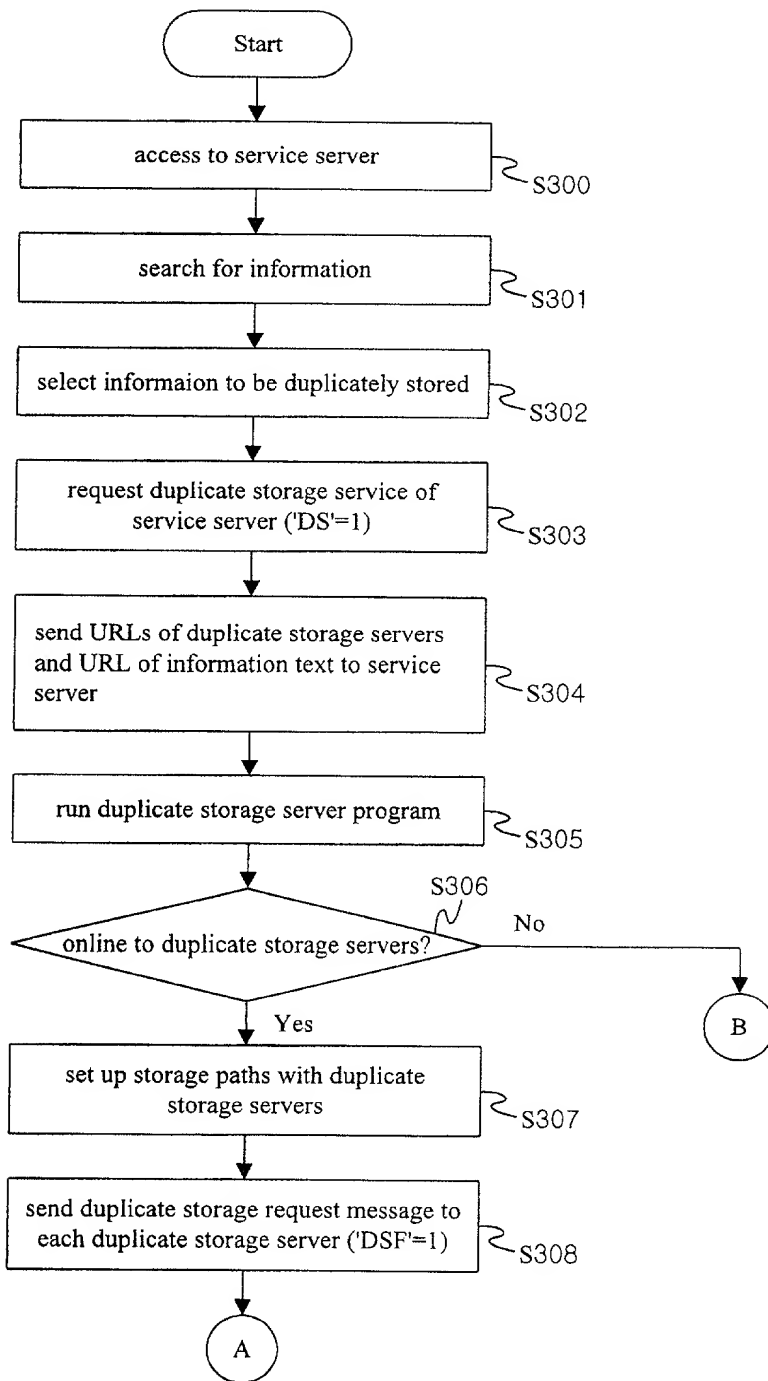 Start
access to service server
S300
search for information
S301
select informaion to be duplicately stored
S302
request duplicate storage service of
service server ('DS'=1)
S303
send URLs of duplicate storage servers
and URL of information text to service
server
S304
run duplicate storage server program
S305
S306
online to duplicate storage servers?
No
B
Yes
set up storage paths with duplicate
storage servers
S307
send duplicate storage request message to
each duplicate storage server ('DSF'=1)
S308
A